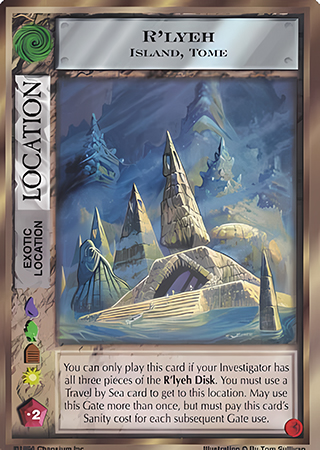 R'LYEH
ISLAND, TOME
LOCATION
EXOTIC
LOCATION
You can only play this card if your Investigator has
all three pieces of the R'lyeh Disk. You must use a
Travel by Sea card to get to this location. May use
this Gate more than once, but must pay this card's
Sanity cost for each subsequent Gate use.
-2
Chaosium Inc.
Illustration © By Tom Sullivan